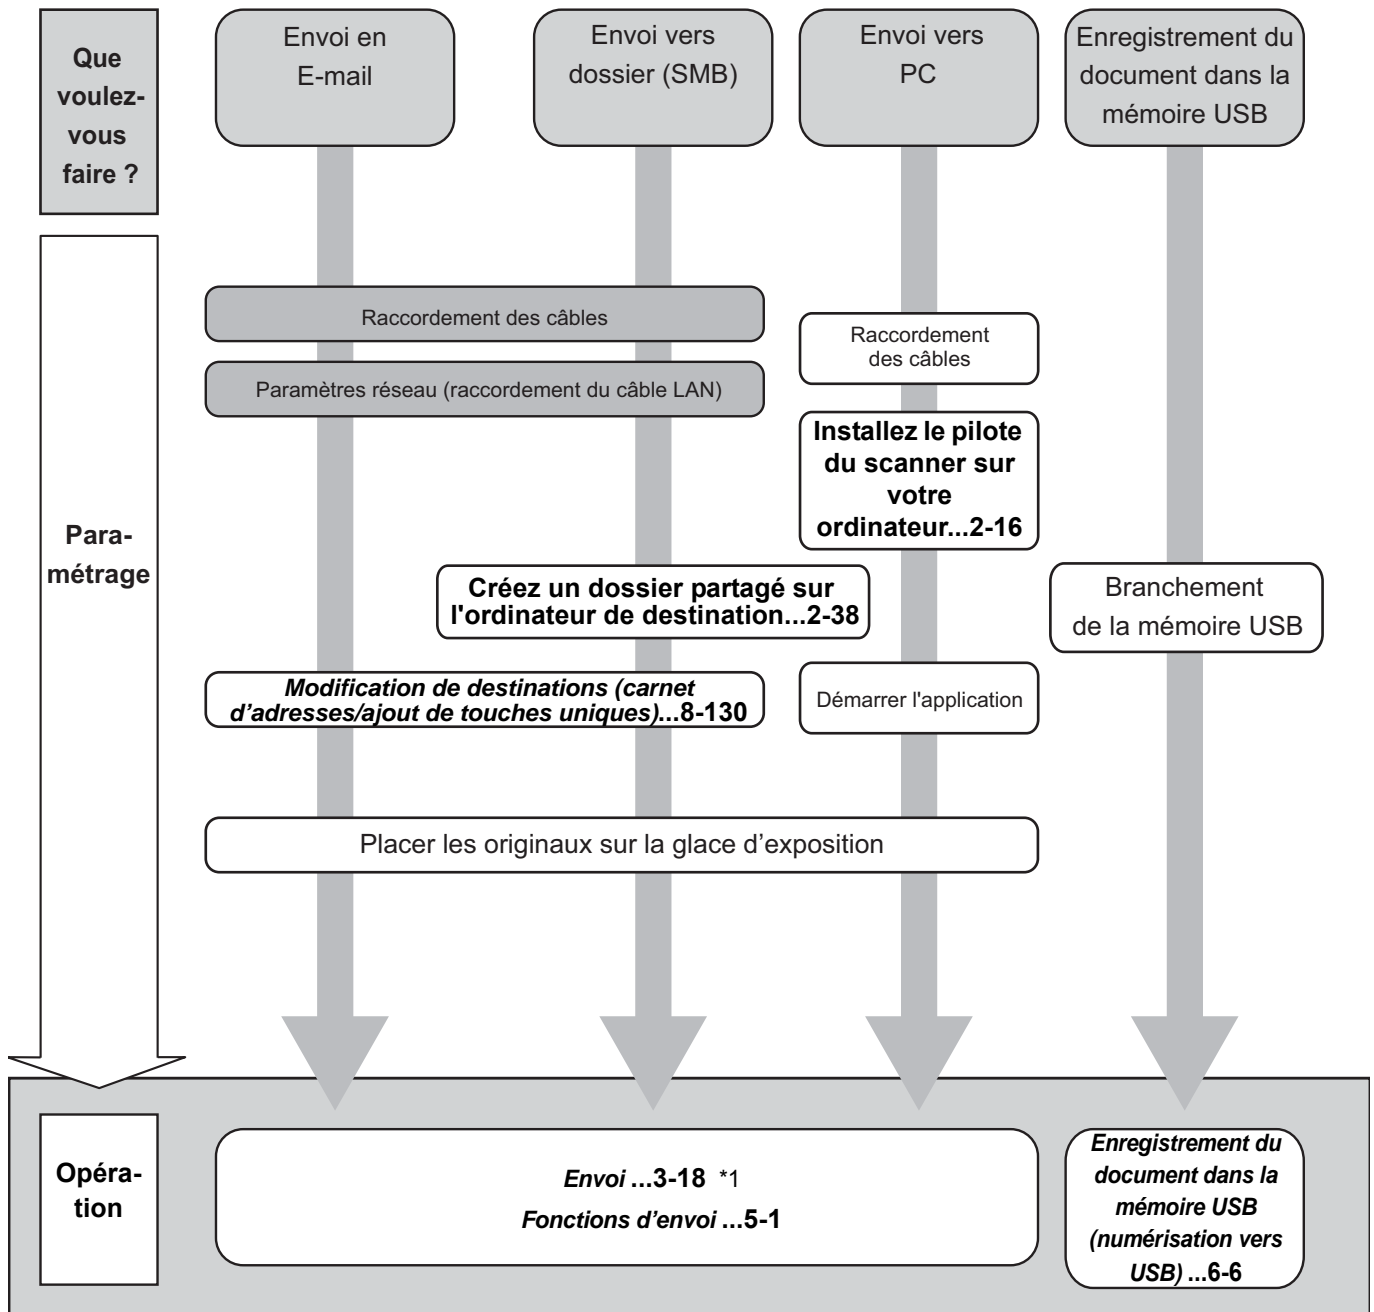 Que
voulez-
vous
faire ?
Envoi en
E-mail
Envoi vers
dossier (SMB)
Envoi vers
PC
Enregistrement du
document dans la
mémoire USB
Para-
métrage
Raccordement des câbles
Paramètres réseau (raccordement du câble LAN)
Raccordement
des câbles
Installez le pilote
du scanner sur
votre
ordinateur...2-16
Créez un dossier partagé sur
l'ordinateur de destination...2-38
Branchement
de la mémoire USB
Modification de destinations (carnet
d’adresses/ajout de touches uniques)...8-130
Démarrer l'application
Placer les originaux sur la glace d’exposition
Opéra-
tion
Envoi ...3-18 *1
Fonctions d’envoi ...5-1
Enregistrement du
document dans la
mémoire USB
(numérisation vers
USB) ...6-6